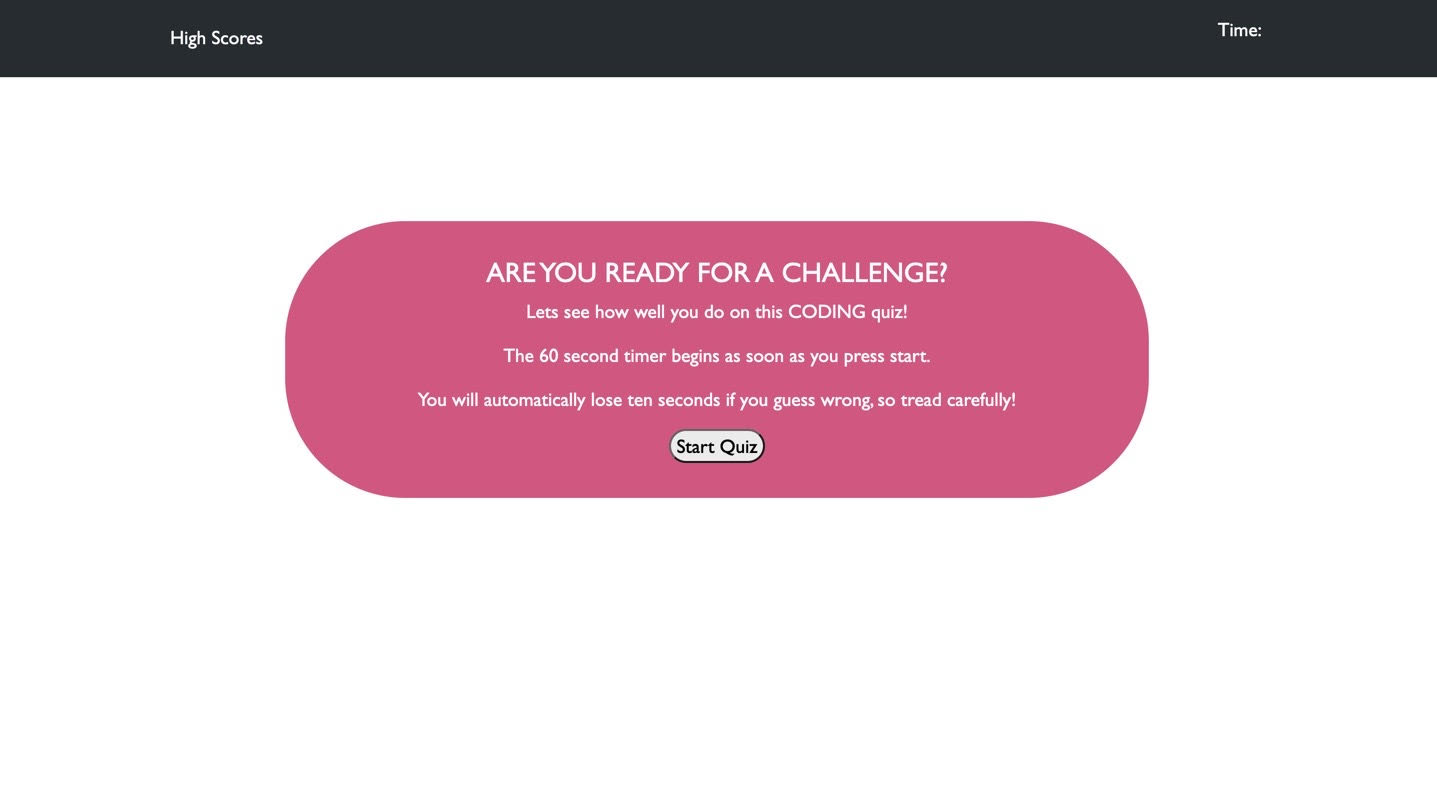 High Scores
Time:
ARE YOU READY FOR A CHALLENGE?
Lets see how well you do on this CODING quiz!
The 60 second timer begins as soon as you press start.
You will automatically lose ten seconds if you guess wrong, so tread carefully!
Start Quiz